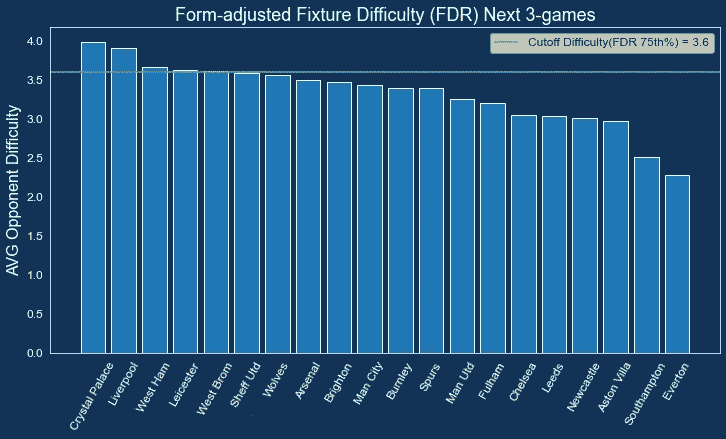 Form-adjusted Fixture Difficulty (FDR) Next 3-games
Cutoff Difficulty(FDR 75th%) = 3.6
AVG Opponent Difficulty
4.0
3.5
3.0
2.5
2.0
1.5
1.0
0.5
0.0
Crystal Palace
Liverpool
West Ham
Leicester
West Brom
Sheff Utd
Wolves
Arsenal
Brighton
Man City
Burnley
Spurs
Man Utd
Fulham
Chelsea
Leeds
Newcastle
Aston Villa
Southampton
Everton